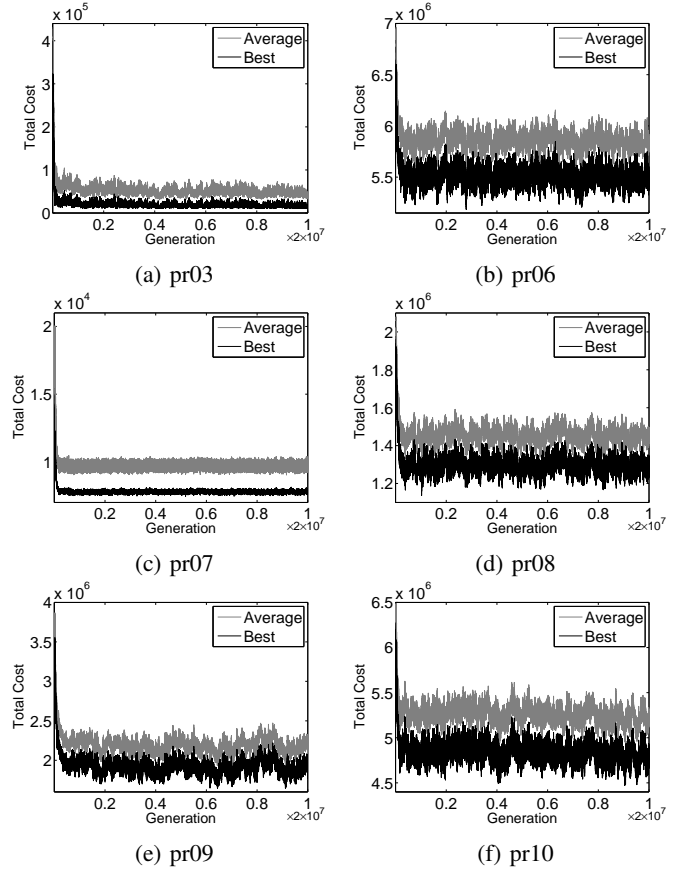 x 10^5
4
3
2
1
0
Total Cost
Average
Best
0.2 0.4 0.6 0.8 1
Generation
×2×10^7
(a) pr03
x 10^6
7
6.5
6
5.5
Total Cost
Average
Best
0.2 0.4 0.6 0.8 1
Generation
×2×10^7
(b) pr06
x 10^4
2
1.5
1
Total Cost
Average
Best
0.2 0.4 0.6 0.8 1
Generation
×2×10^7
(c) pr07
x 10^6
2
1.8
1.6
1.4
1.2
Total Cost
Average
Best
0.2 0.4 0.6 0.8 1
Generation
×2×10^7
(d) pr08
x 10^6
4
3.5
3
2.5
2
Total Cost
Average
Best
0.2 0.4 0.6 0.8 1
Generation
×2×10^7
(e) pr09
x 10^6
6.5
6
5.5
5
4.5
Total Cost
Average
Best
0.2 0.4 0.6 0.8 1
Generation
×2×10^7
(f) pr10